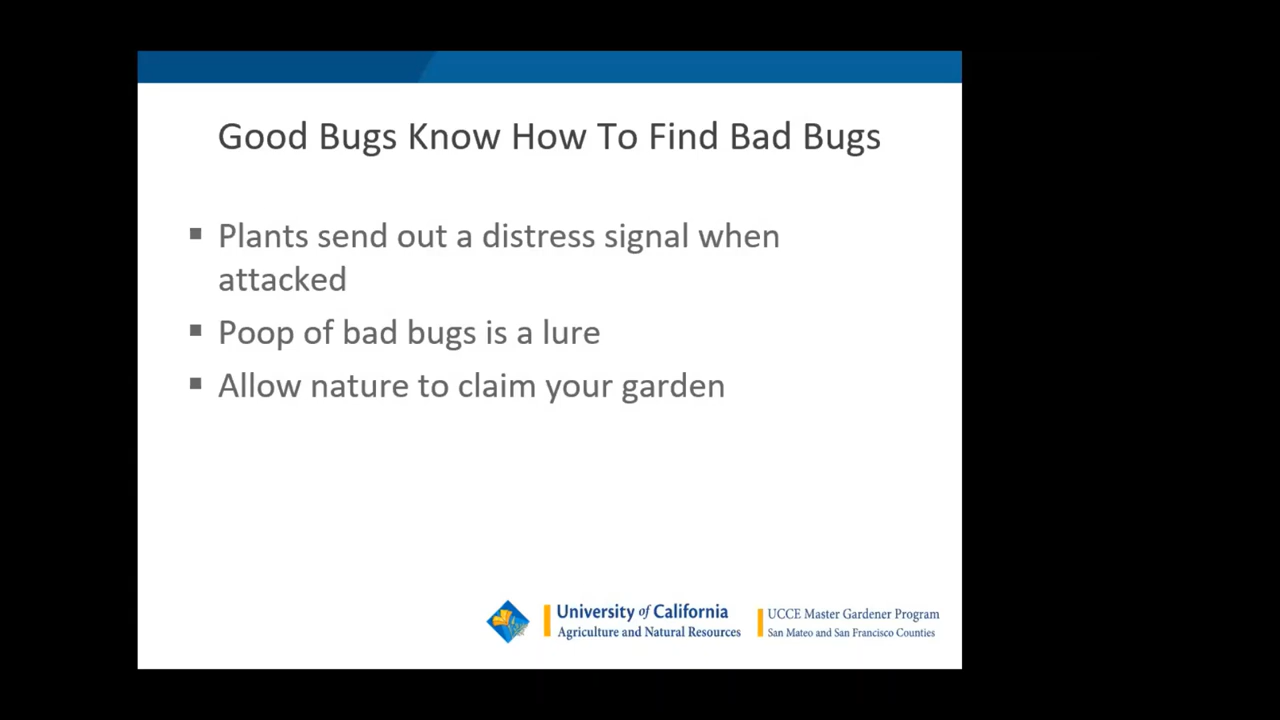 Good Bugs Know How To Find Bad Bugs
▪ Plants send out a distress signal when
attacked
▪ Poop of bad bugs is a lure
▪ Allow nature to claim your garden
University of California
Agriculture and Natural Resources
UCCE Master Gardener Program
San Mateo and San Francisco Counties